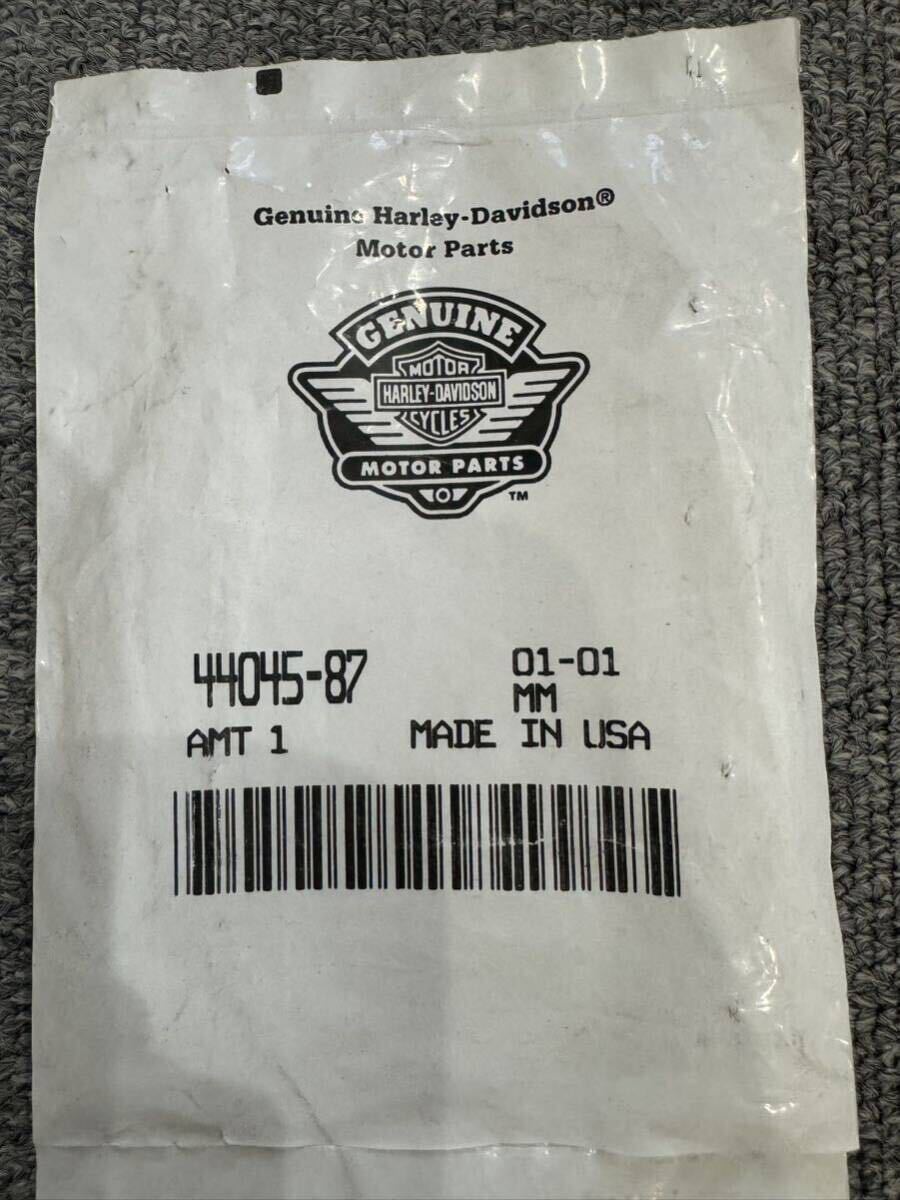 Genuine Harley-Davidson®
Motor Parts
GENUINE
MOTOR
HARLEY-DAVIDSON
CYCLES
MOTOR PARTS
TM
44045-87
01-01
MM
AMT 1
MADE IN USA